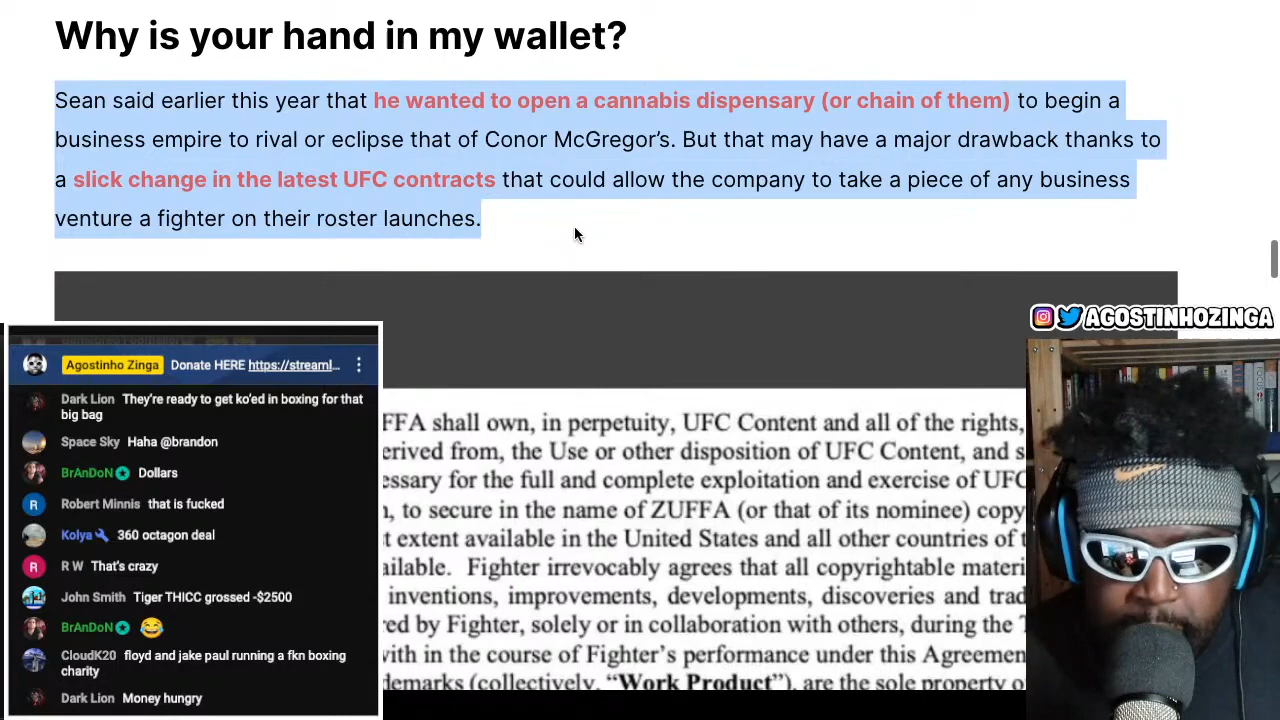 Why is your hand in my wallet?
Sean said earlier this year that he wanted to open a cannabis dispensary (or chain of them) to begin a
business empire to rival or eclipse that of Conor McGregor’s. But that may have a major drawback thanks to
a slick change in the latest UFC contracts that could allow the company to take a piece of any business
venture a fighter on their roster launches.
AGOSTINHOZINGA
Agostinho Zinga Donate HERE https://streaml...
Dark Lion They're ready to get ko'ed in boxing for that
big bag
Space Sky Haha @brandon
BrAnDoN Dollars
Robert Minnis that is fucked
Kolya 360 octagon deal
R W That's crazy
John Smith Tiger THICC grossed -$2500
BrAnDoN 😂
CloudK20 floyd and jake paul running a fkn boxing
charity
Dark Lion Money hungry
FFA shall own, in perpetuity, UFC Content and all of the rights,
erived from, the Use or other disposition of UFC Content, and s
essary for the full and complete exploitation and exercise of UFC
, to secure in the name of ZUFFA (or that of its nominee) copy
t extent available in the United States and all other countries of t
ailable. Fighter irrevocably agrees that all copyrightable materi
inventions, improvements, developments, discoveries and trad
red by Fighter, solely or in collaboration with others, during the T
with in the course of Fighter's performance under this Agreemen
demarks (collectively, “Work Product”), are the sole property o